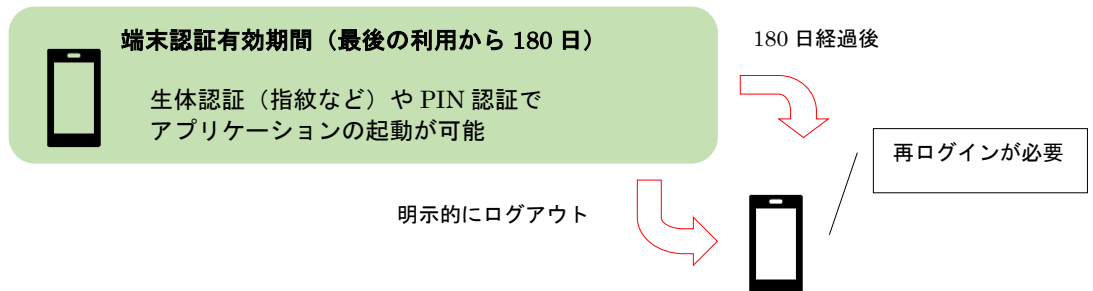 端末認証有効期間（最後の利用から 180 日）
180 日経過後
生体認証（指紋など）や PIN 認証で
アプリケーションの起動が可能
再ログインが必要
明示的にログアウト